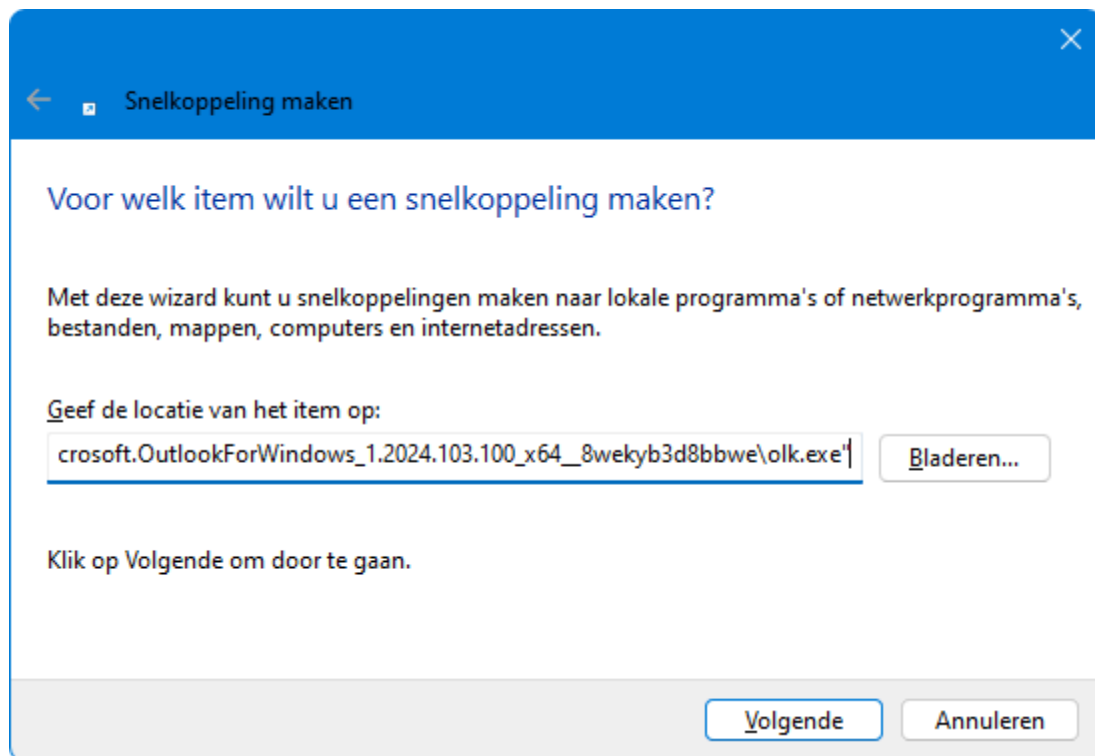 Snelkoppeling maken
Voor welk item wilt u een snelkoppeling maken?
Met deze wizard kunt u snelkoppelingen maken naar lokale programma's of netwerkprogramma's,
bestanden, mappen, computers en internetadressen.
Geef de locatie van het item op:
crosoft.OutlookForWindows_1.2024.103.100_x64__8wekyb3d8bbwe\olk.exe"
Bladeren...
Klik op Volgende om door te gaan.
Volgende
Annuleren